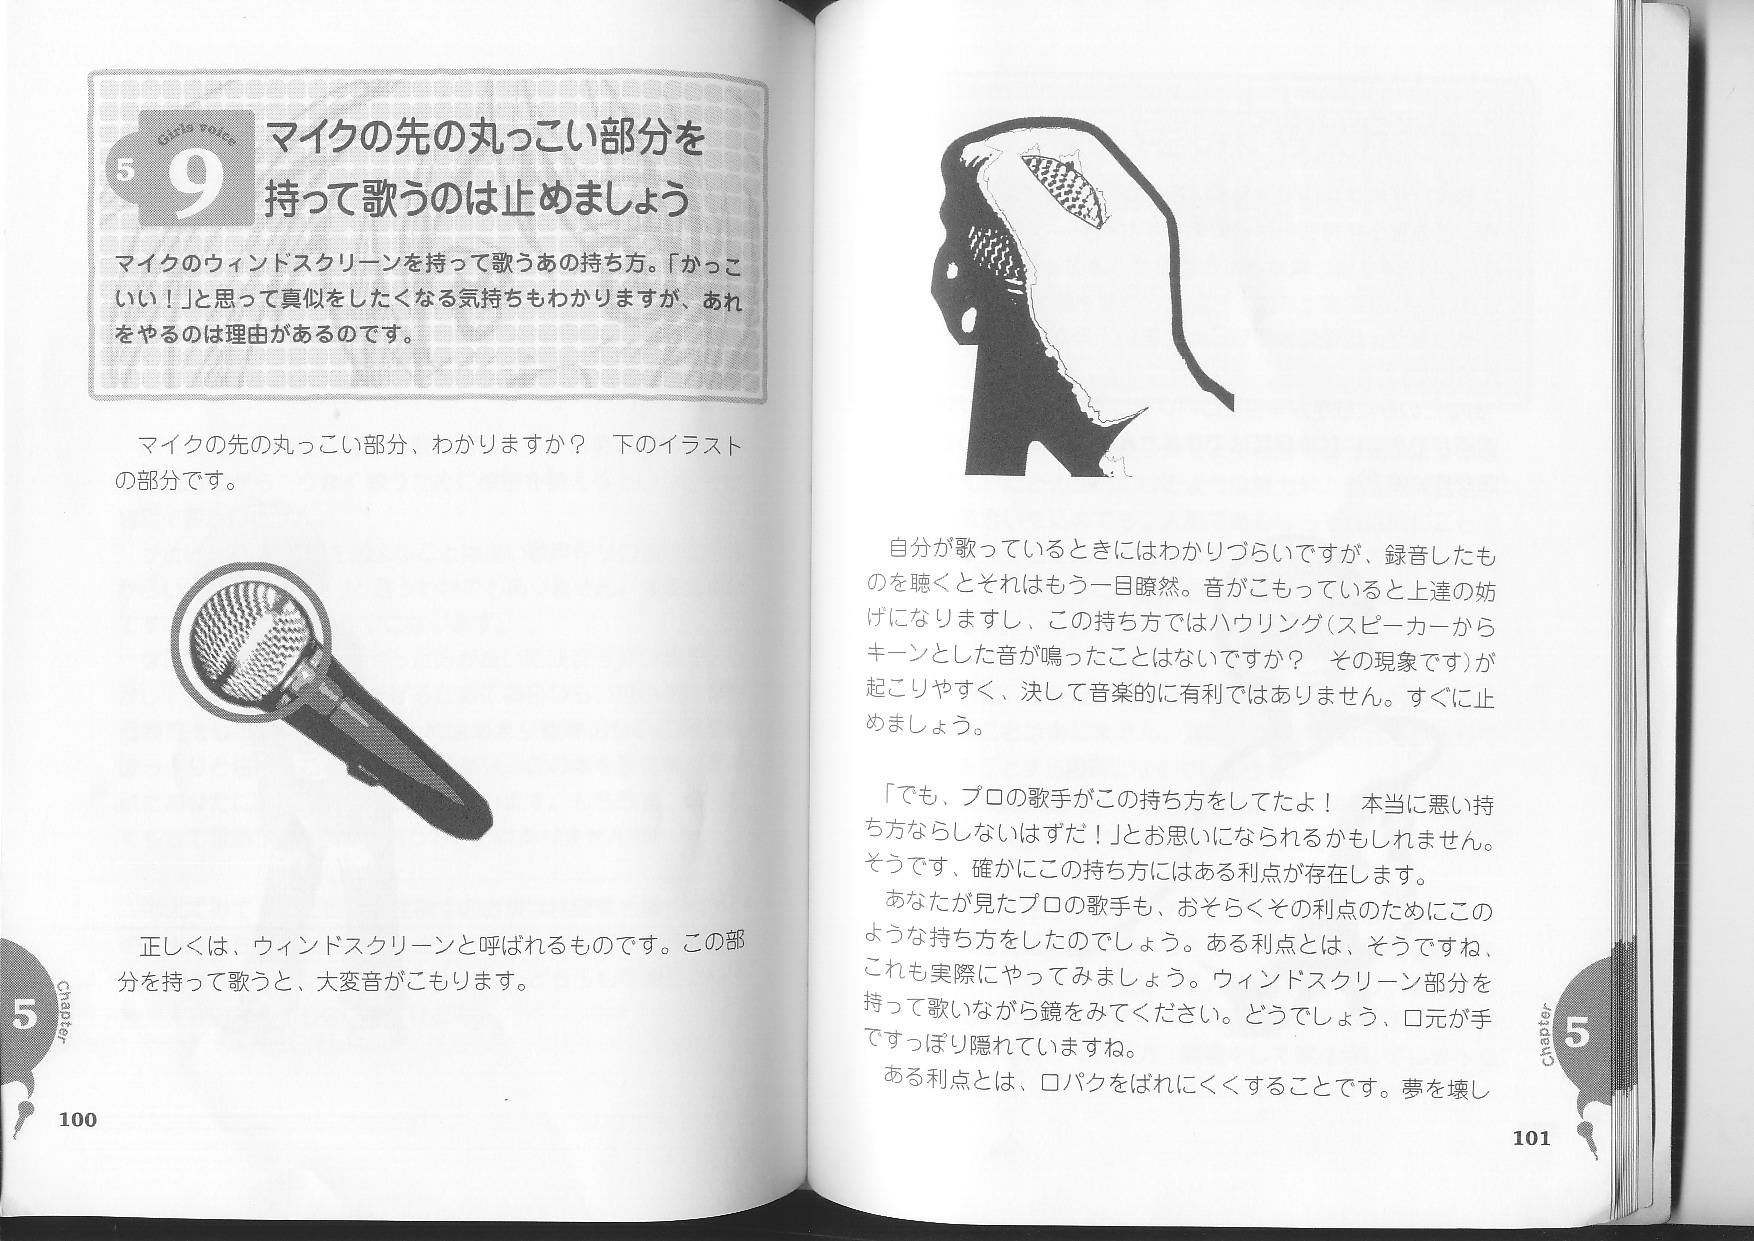 Girls voice
5
9
マイクの先の丸っこい部分を
持って歌うのは止めましょう
マイクのウィンドスクリーンを持って歌うあの持ち方。「かっこ
いい！」と思って真似をしたくなる気持ちもわかりますが、あれ
をやるのは理由があるのです。
マイクの先の丸っこい部分、わかりますか？　下のイラスト
の部分です。
正しくは、ウィンドスクリーンと呼ばれるものです。この部
分を持って歌うと、大変音がこもります。
5
Chapter
100
自分が歌っているときにはわかりづらいですが、録音したも
のを聴くとそれはもう一目瞭然。音がこもっていると上達の妨
げになりますし、この持ち方ではハウリング（スピーカーから
キーンとした音が鳴ったことはないですか？　その現象です）が
起こりやすく、決して音楽的に有利ではありません。すぐに止
めましょう。
「でも、プロの歌手がこの持ち方をしてたよ！　本当に悪い持
ち方ならしないはずだ！」とお思いになられるかもしれません。
そうです、確かにこの持ち方にはある利点が存在します。
あなたが見たプロの歌手も、おそらくその利点のためにこの
ような持ち方をしたのでしょう。ある利点とは、そうですね、
これも実際にやってみましょう。ウィンドスクリーン部分を
持って歌いながら鏡をみてください。どうでしょう、口元が手
ですっぽり隠れていますね。
ある利点とは、口パクをばれにくくすることです。夢を壊し
Chapter
5
101